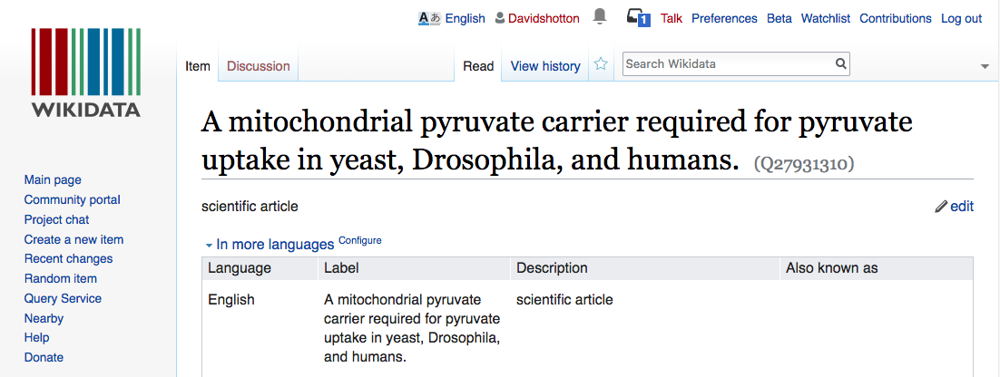 Aあ English Davidshotton 1 Talk Preferences Beta Watchlist Contributions Log out
Item Discussion Read View history Search Wikidata
WIKIDATA
A mitochondrial pyruvate carrier required for pyruvate
uptake in yeast, Drosophila, and humans. (Q27931310)
Main page
Community portal
Project chat
Create a new item
Recent changes
Random item
Query Service
Nearby
Help
Donate
scientific article edit
In more languages Configure
Language Label Description Also known as
English A mitochondrial pyruvate scientific article
carrier required for pyruvate
uptake in yeast, Drosophila,
and humans.